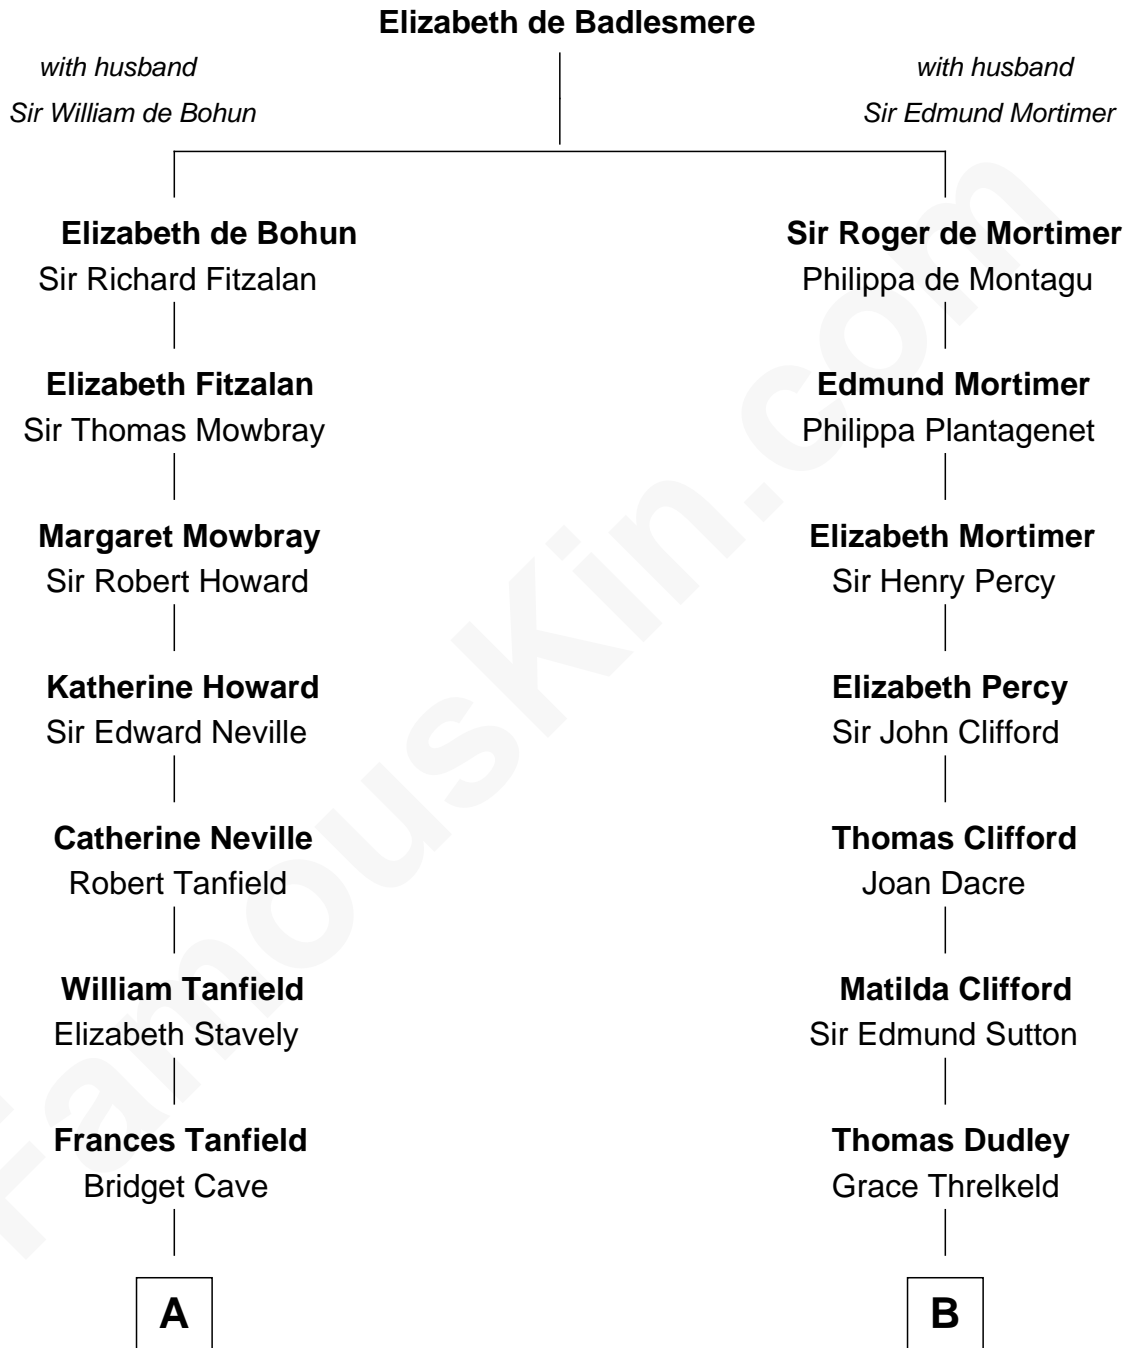 Elizabeth de Badlesmere
with husband
Sir William de Bohun
with husband
Sir Edmund Mortimer
Elizabeth de Bohun
Sir Richard Fitzalan
Elizabeth Fitzalan
Sir Thomas Mowbray
Margaret Mowbray
Sir Robert Howard
Katherine Howard
Sir Edward Neville
Catherine Neville
Robert Tanfield
William Tanfield
Elizabeth Stavely
Frances Tanfield
Bridget Cave
A
Sir Roger de Mortimer
Philippa de Montagu
Edmund Mortimer
Philippa Plantagenet
Elizabeth Mortimer
Sir Henry Percy
Elizabeth Percy
Sir John Clifford
Thomas Clifford
Joan Dacre
Matilda Clifford
Sir Edmund Sutton
Thomas Dudley
Grace Threlkeld
B
FamousKin.com